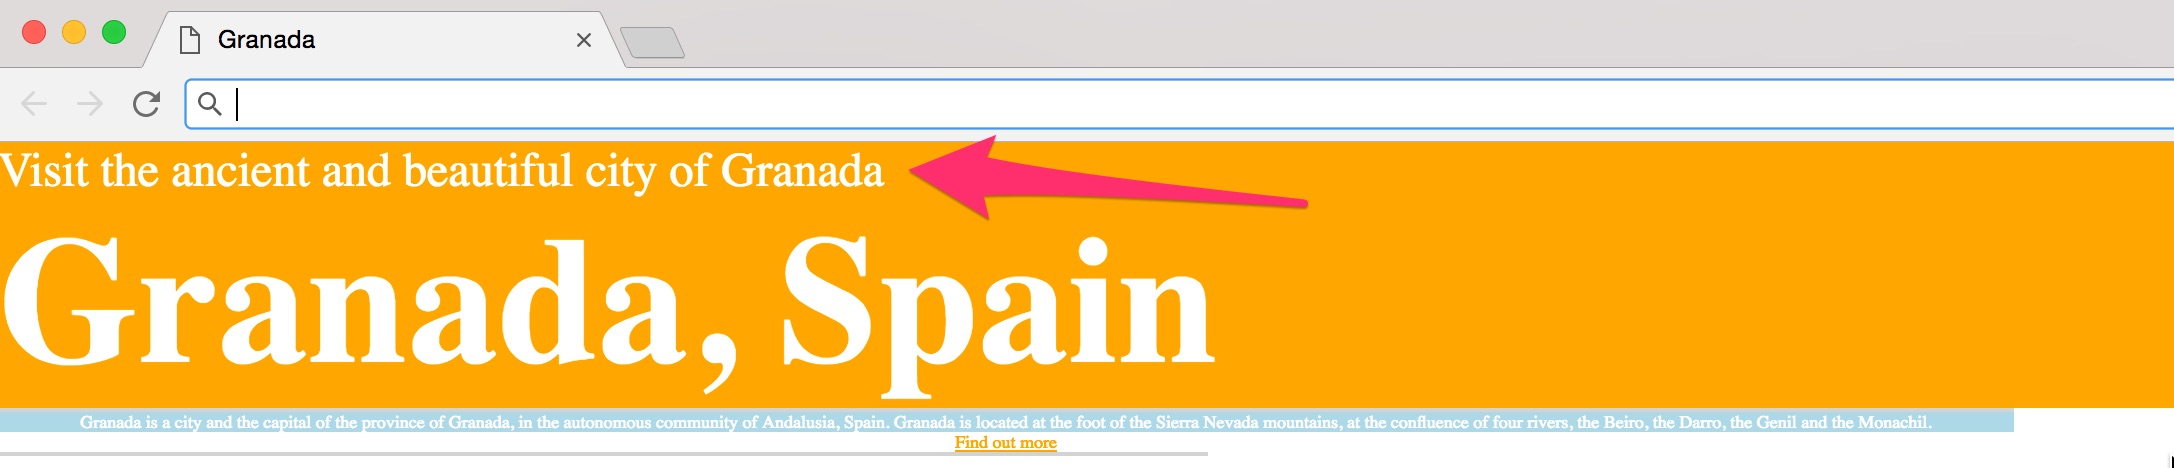 Granada
Visit the ancient and beautiful city of Granada
Granada, Spain
Granada is a city and the capital of the province of Granada, in the autonomous community of Andalusia, Spain. Granada is located at the foot of the Sierra Nevada mountains, at the confluence of four rivers, the Beiro, the Darro, the Genil and the Monachil.
Find out more